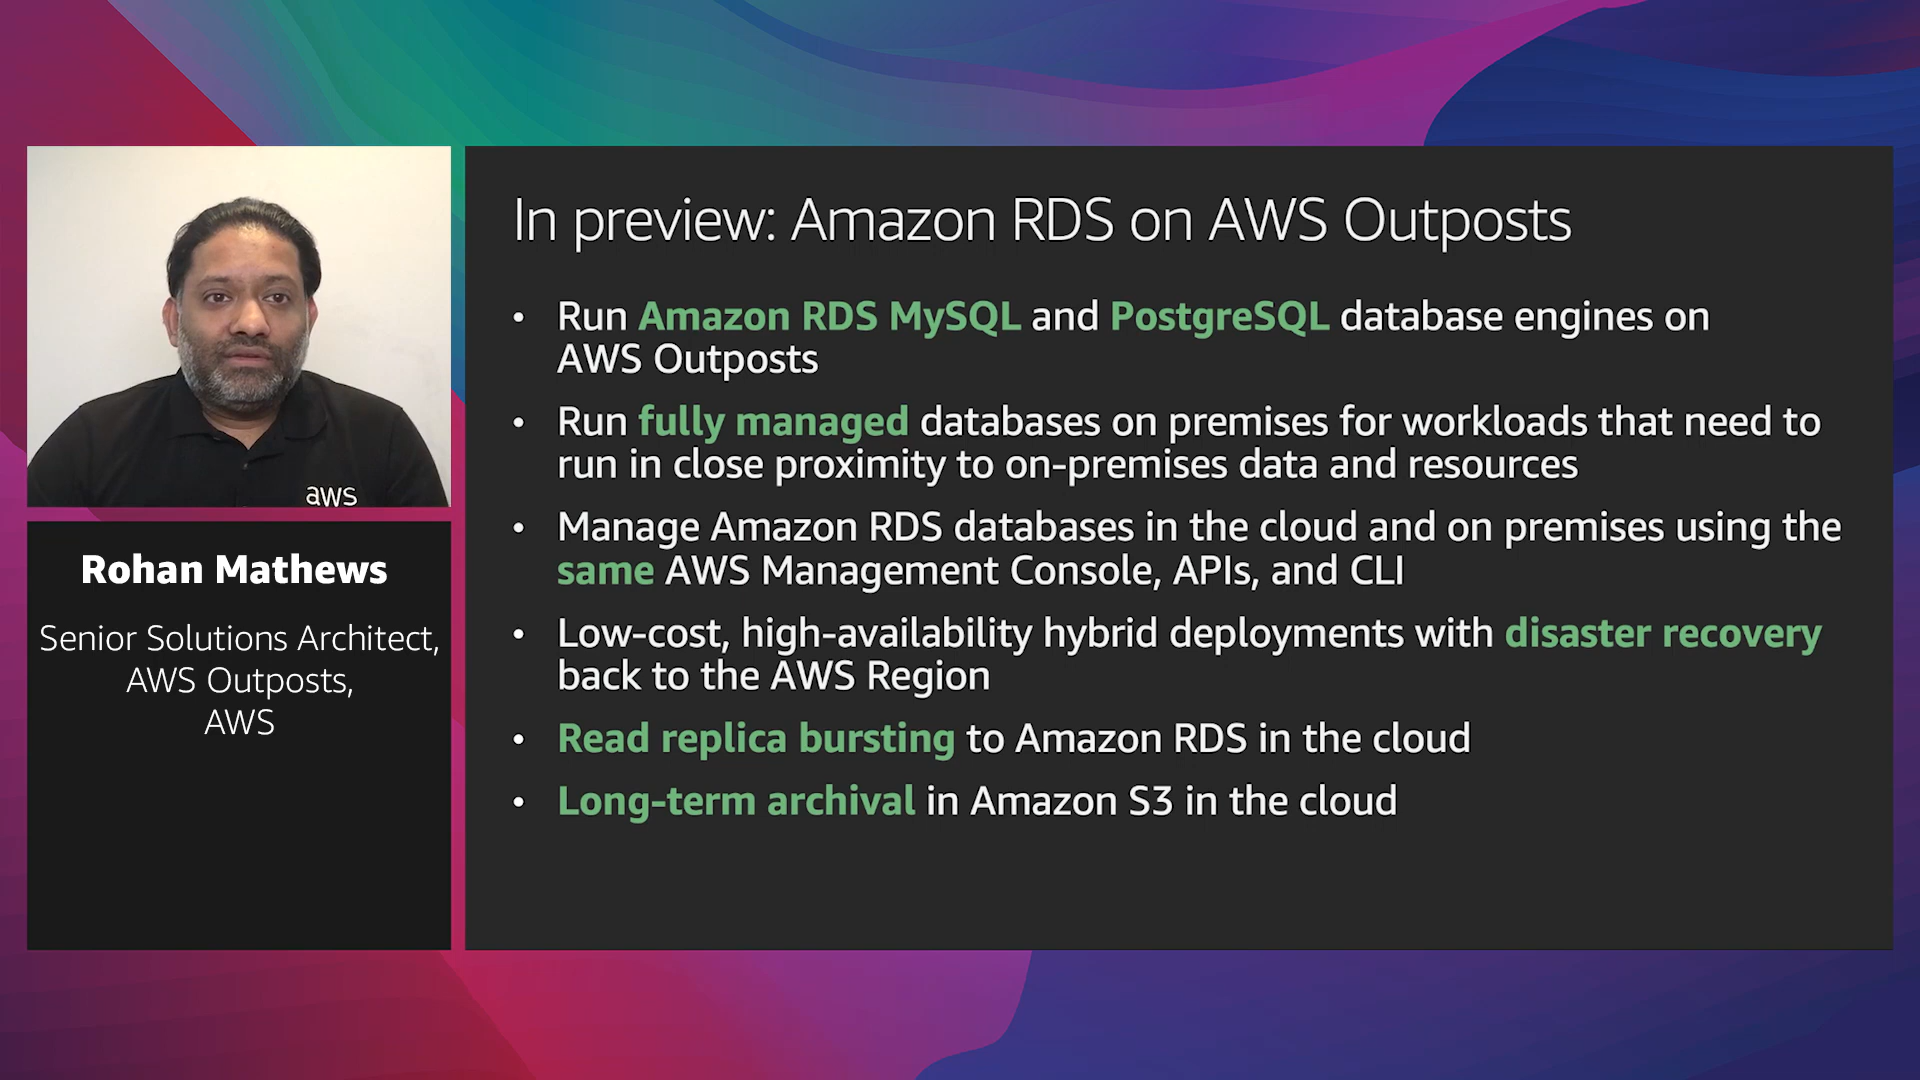 aws
Rohan Mathews
Senior Solutions Architect,
AWS Outposts,
AWS
In preview: Amazon RDS on AWS Outposts
• Run Amazon RDS MySQL and PostgreSQL database engines on
AWS Outposts
• Run fully managed databases on premises for workloads that need to
run in close proximity to on-premises data and resources
• Manage Amazon RDS databases in the cloud and on premises using the
same AWS Management Console, APIs, and CLI
• Low-cost, high-availability hybrid deployments with disaster recovery
back to the AWS Region
• Read replica bursting to Amazon RDS in the cloud
• Long-term archival in Amazon S3 in the cloud